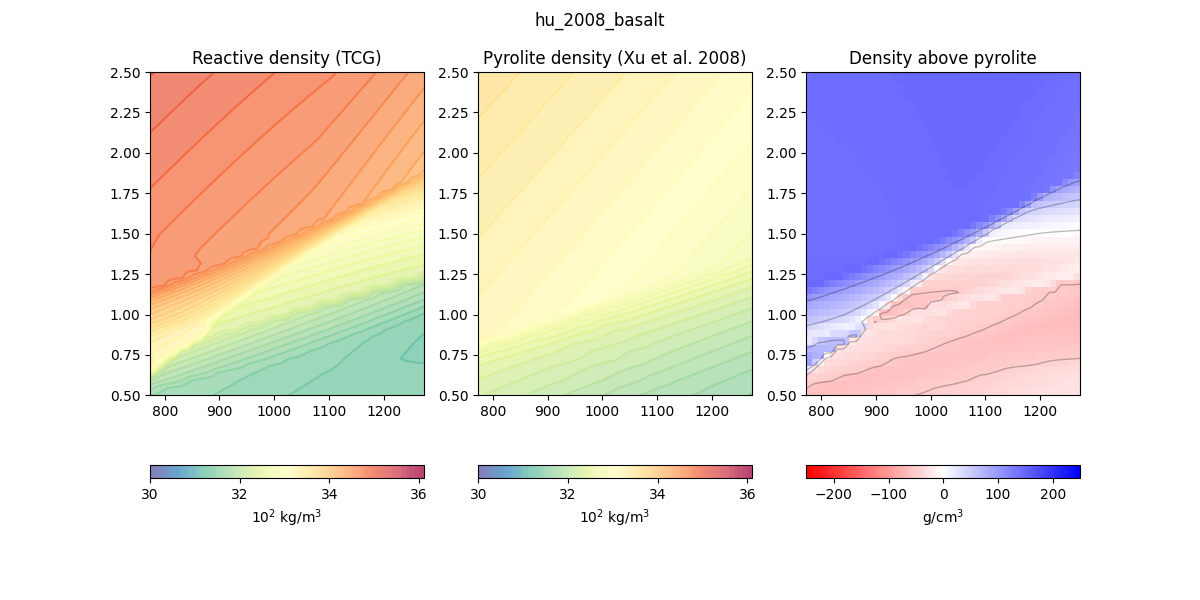 hu_2008_basalt
Reactive density (TCG)
Pyrolite density (Xu et al. 2008)
Density above pyrolite
2.50
2.25
2.00
1.75
1.50
1.25
1.00
0.75
0.50
800 900 1000 1100 1200
2.50
2.25
2.00
1.75
1.50
1.25
1.00
0.75
0.50
800 900 1000 1100 1200
2.50
2.25
2.00
1.75
1.50
1.25
1.00
0.75
0.50
800 900 1000 1100 1200
30 32 34 36
10² kg/m³
30 32 34 36
10² kg/m³
−200 −100 0 100 200
g/cm³